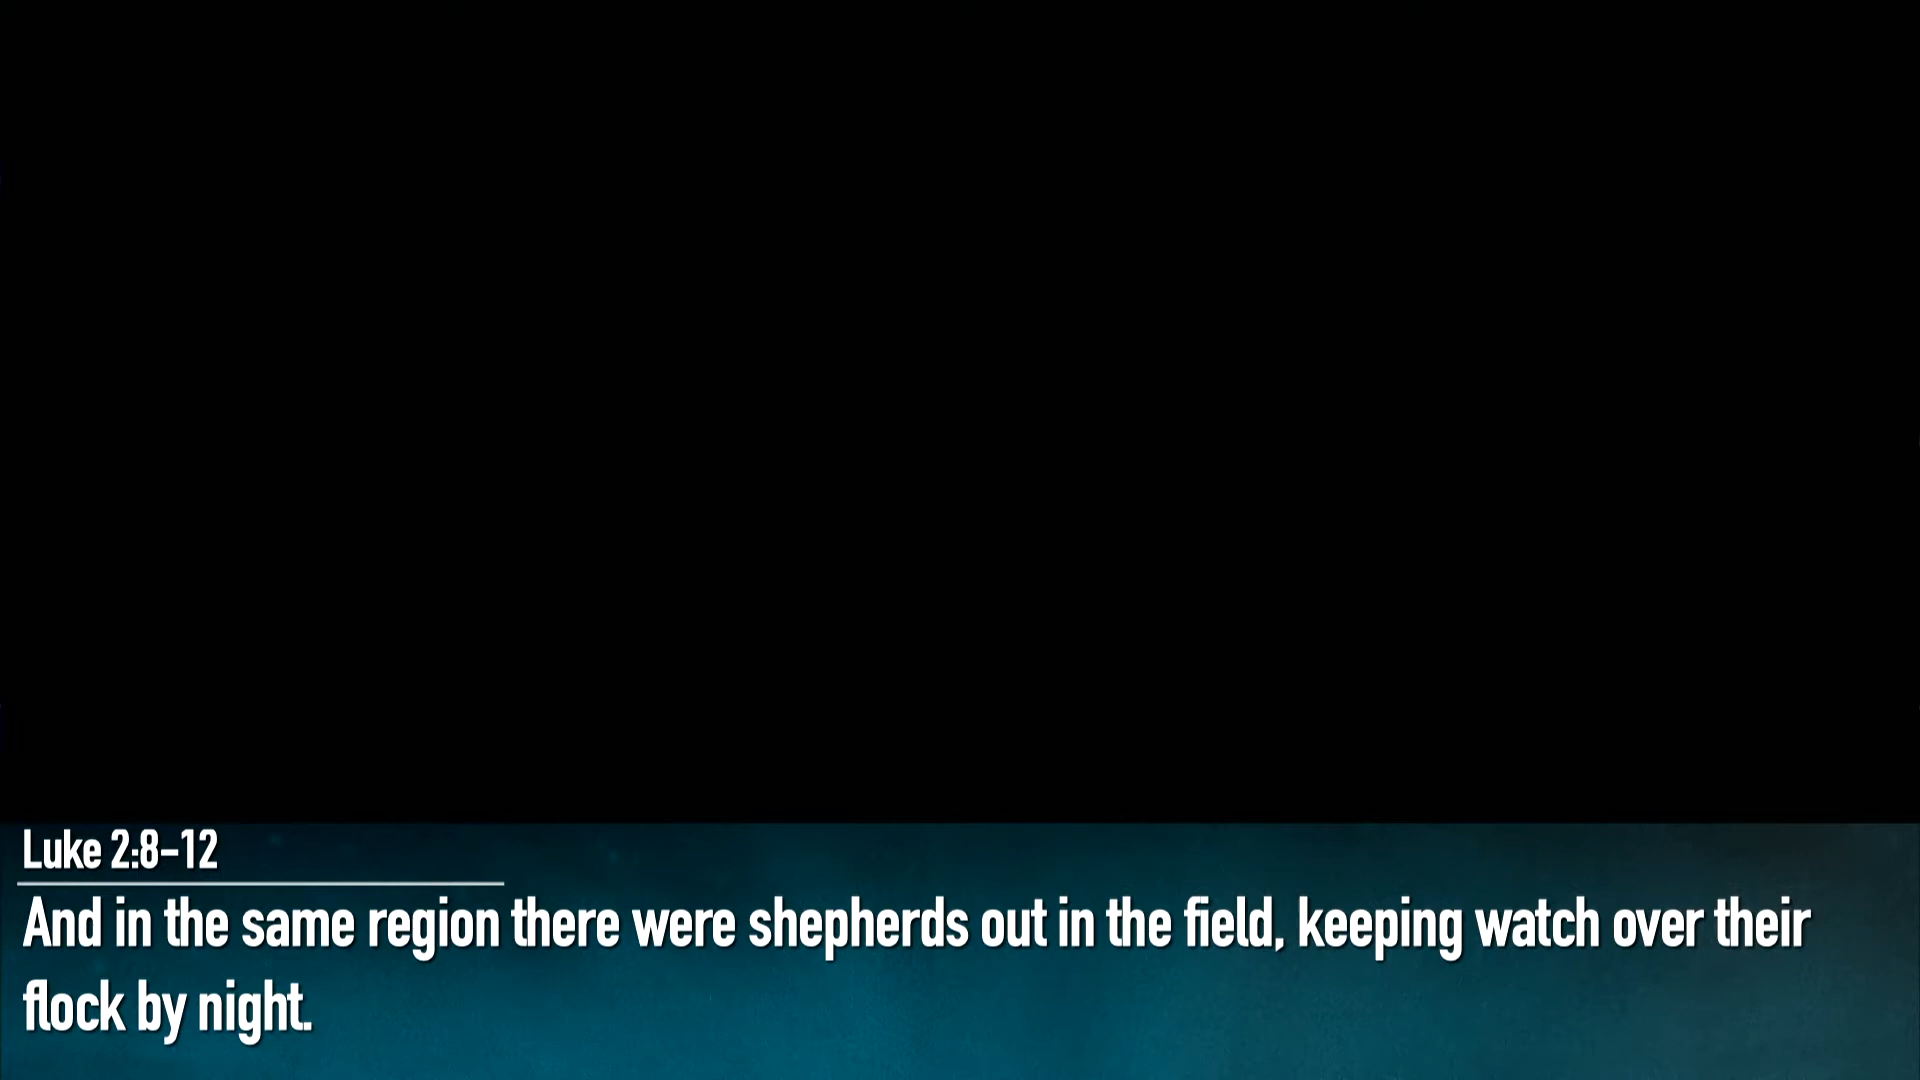 Luke 2:8–12
And in the same region there were shepherds out in the field, keeping watch over their
flock by night.